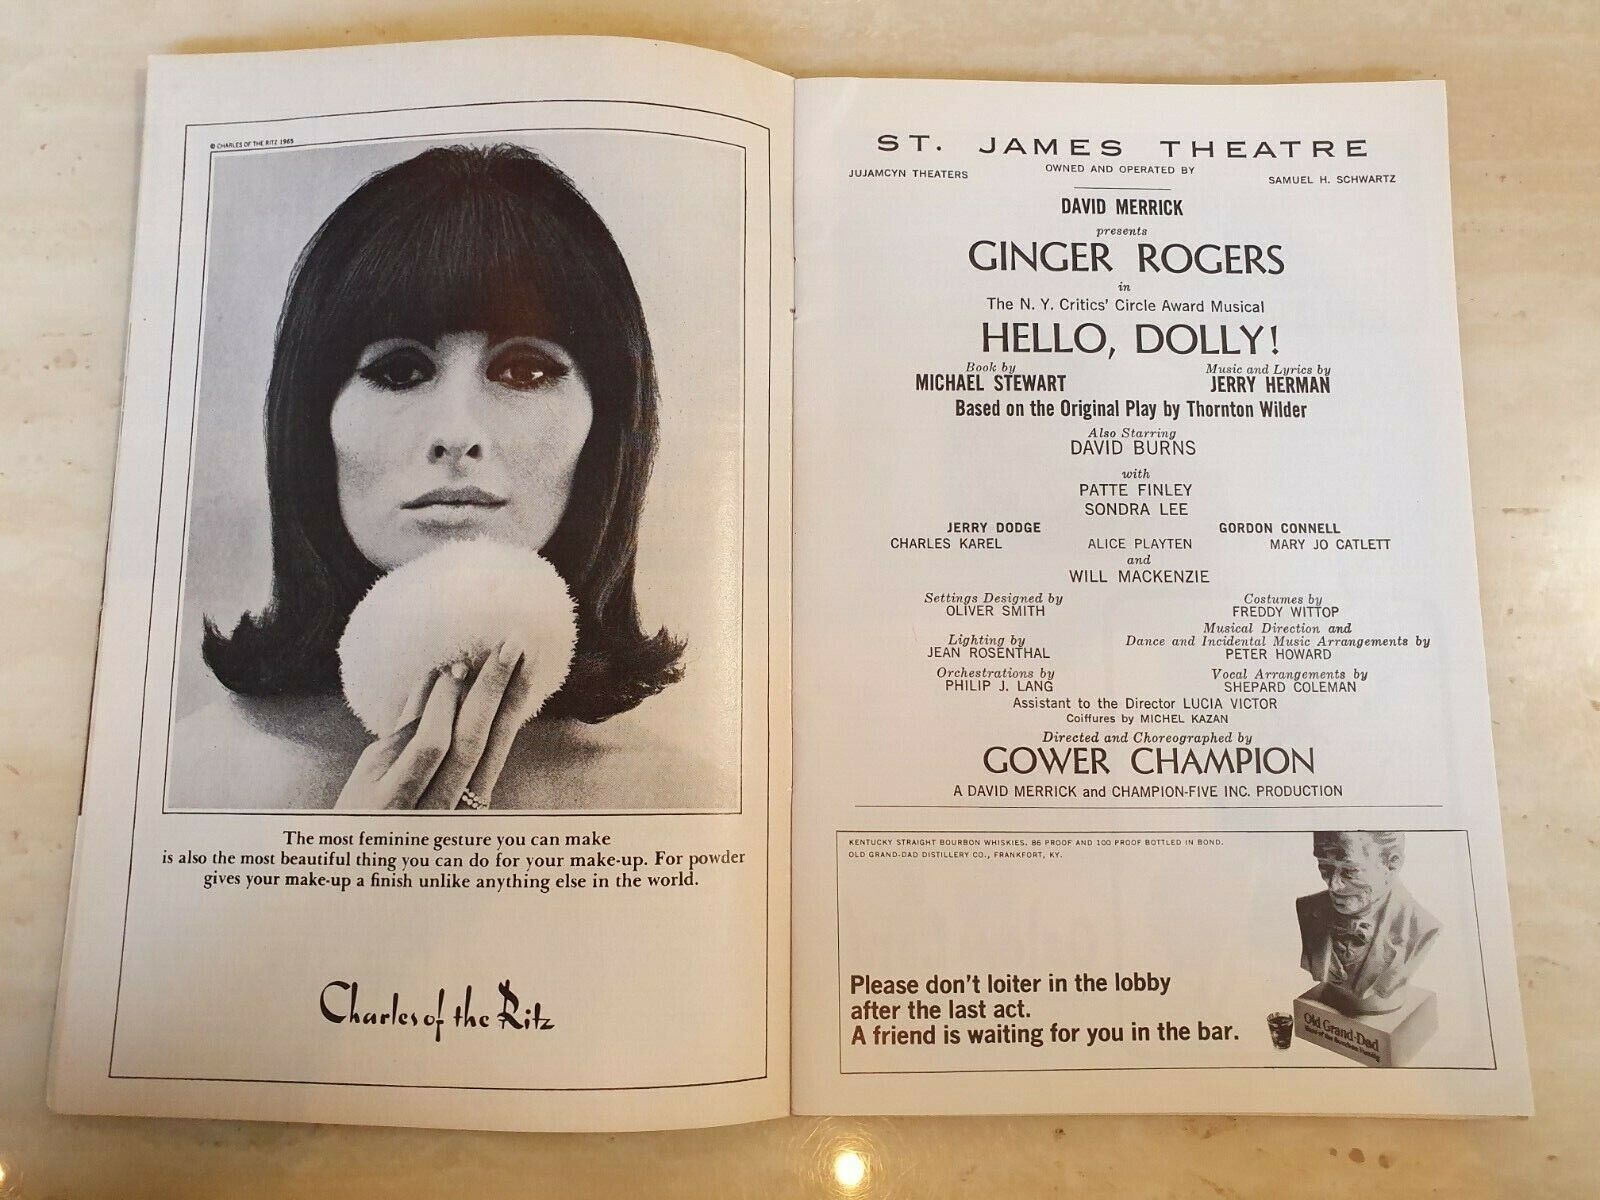 © CHARLES OF THE RITZ 1965
The most feminine gesture you can make
is also the most beautiful thing you can do for your make-up. For powder
gives your make-up a finish unlike anything else in the world.
Charles of the Ritz
ST. JAMES THEATRE
JUJAMCYN THEATERS OWNED AND OPERATED BY SAMUEL H. SCHWARTZ
DAVID MERRICK
presents
GINGER ROGERS
in
The N. Y. Critics' Circle Award Musical
HELLO, DOLLY!
Book by Music and Lyrics by
MICHAEL STEWART JERRY HERMAN
Based on the Original Play by Thornton Wilder
Also Starring
DAVID BURNS
with
PATTE FINLEY
SONDRA LEE
JERRY DODGE GORDON CONNELL
CHARLES KAREL ALICE PLAYTEN MARY JO CATLETT
and
WILL MACKENZIE
Settings Designed by Costumes by
OLIVER SMITH FREDDY WITTOP
Musical Direction and
Lighting by Dance and Incidental Music Arrangements by
JEAN ROSENTHAL PETER HOWARD
Orchestrations by Vocal Arrangements by
PHILIP J. LANG SHEPARD COLEMAN
Assistant to the Director LUCIA VICTOR
Coiffures by MICHEL KAZAN
Directed and Choreographed by
GOWER CHAMPION
A DAVID MERRICK and CHAMPION-FIVE INC. PRODUCTION
KENTUCKY STRAIGHT BOURBON WHISKIES. 86 PROOF AND 100 PROOF BOTTLED IN BOND.
OLD GRAND-DAD DISTILLERY CO., FRANKFORT, KY.
Please don't loiter in the lobby
after the last act.
A friend is waiting for you in the bar.
Old Grand-Dad
Head of the Bourbon Family